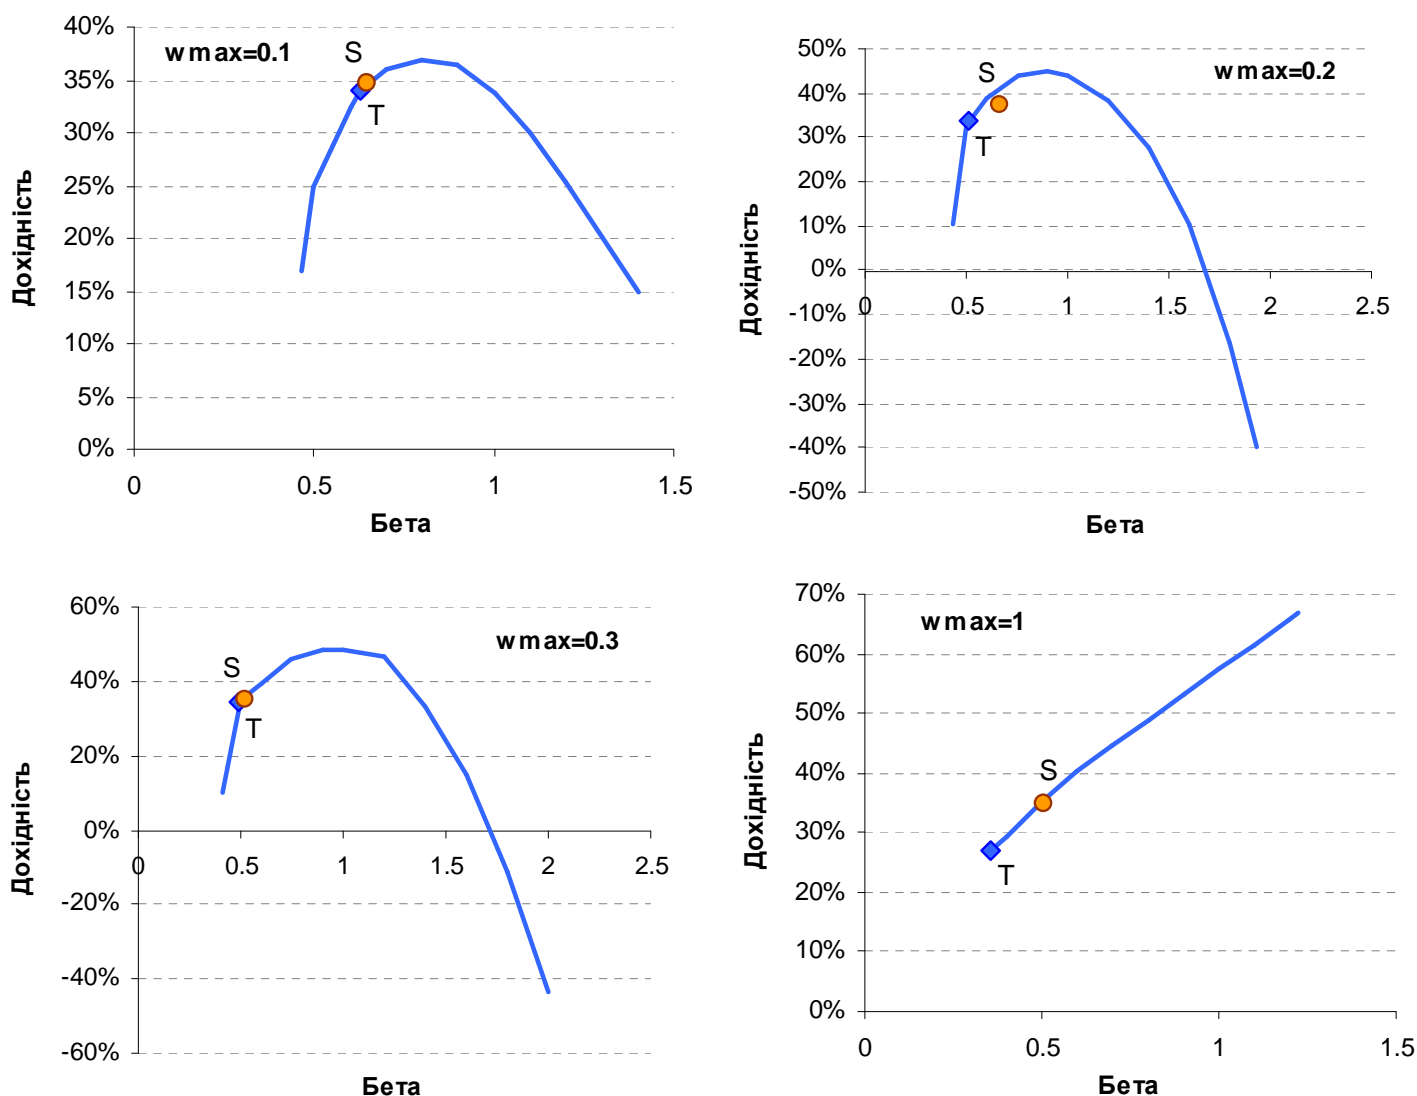 40%
35%
30%
25%
20%
15%
10%
5%
0%
0
0.5
1
1.5
Дохідність
Бета
wmax=0.1
S
T
50%
40%
30%
20%
10%
0%
-10%
-20%
-30%
-40%
-50%
0
0.5
1
1.5
2
2.5
Дохідність
Бета
wmax=0.2
S
T
60%
40%
20%
0%
-20%
-40%
-60%
0
0.5
1
1.5
2
2.5
Дохідність
Бета
wmax=0.3
S
T
70%
60%
50%
40%
30%
20%
10%
0%
0
0.5
1
1.5
Дохідність
Бета
wmax=1
S
T